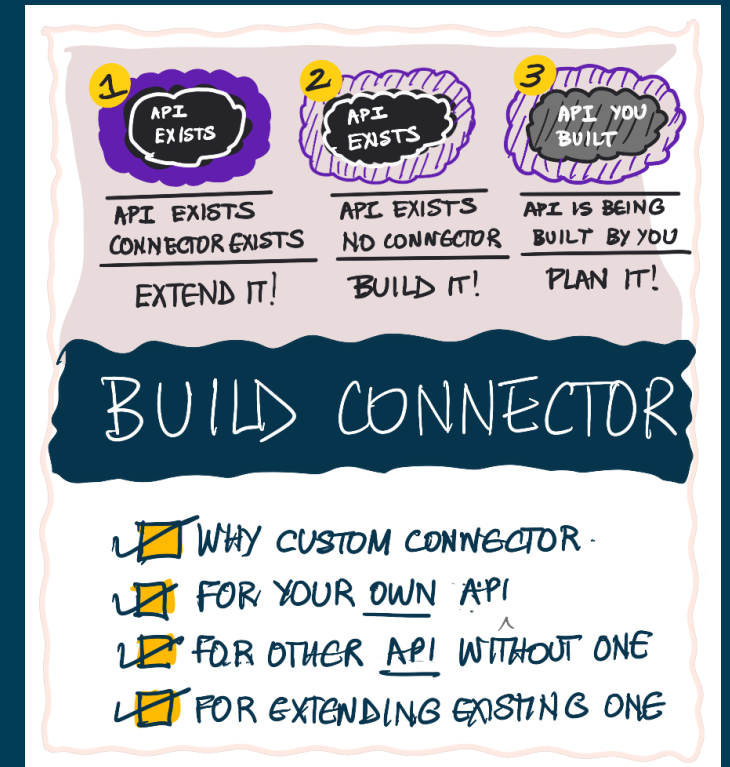 1
API
EXISTS
API EXISTS
CONNECTOR EXISTS
EXTEND IT!
2
API
EXISTS
API EXISTS
NO CONNECTOR
BUILD IT!
3
API YOU
BUILT
API IS BEING
BUILT BY YOU
PLAN IT!
BUILD CONNECTOR
WHY CUSTOM CONNECTOR.
FOR YOUR OWN API
FOR OTHER API WITHOUT ONE
FOR EXTENDING EXISTING ONE